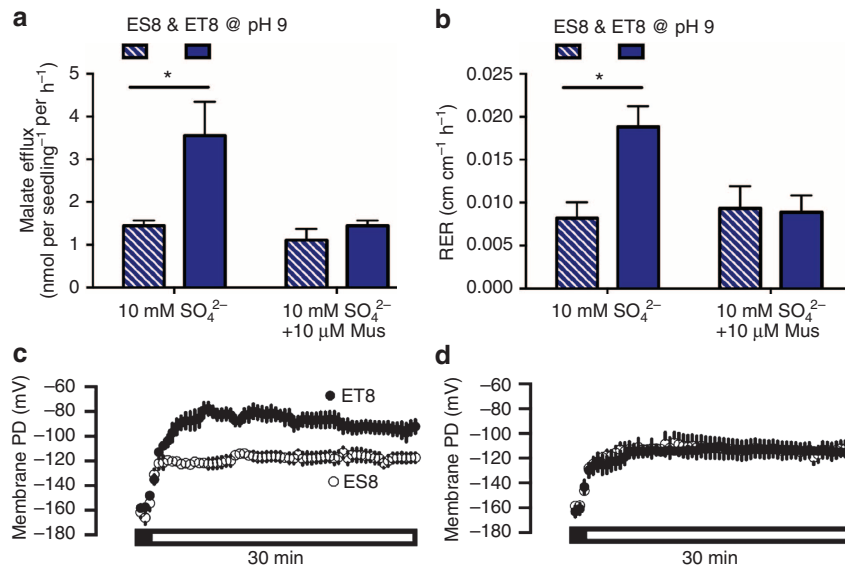 a
ES8 & ET8 @ pH 9
*
Malate efflux
(nmol per seedling⁻¹ per h⁻¹)
5
4
3
2
1
0
10 mM SO₄²⁻
10 mM SO₄²⁻
+10 μM Mus
b
ES8 & ET8 @ pH 9
*
RER (cm cm⁻¹ h⁻¹)
0.025
0.020
0.015
0.010
0.005
0.000
10 mM SO₄²⁻
10 mM SO₄²⁻
+10 μM Mus
c
Membrane PD (mV)
−60
−80
−100
−120
−140
−160
−180
ET8
ES8
30 min
d
Membrane PD (mV)
−60
−80
−100
−120
−140
−160
−180
30 min